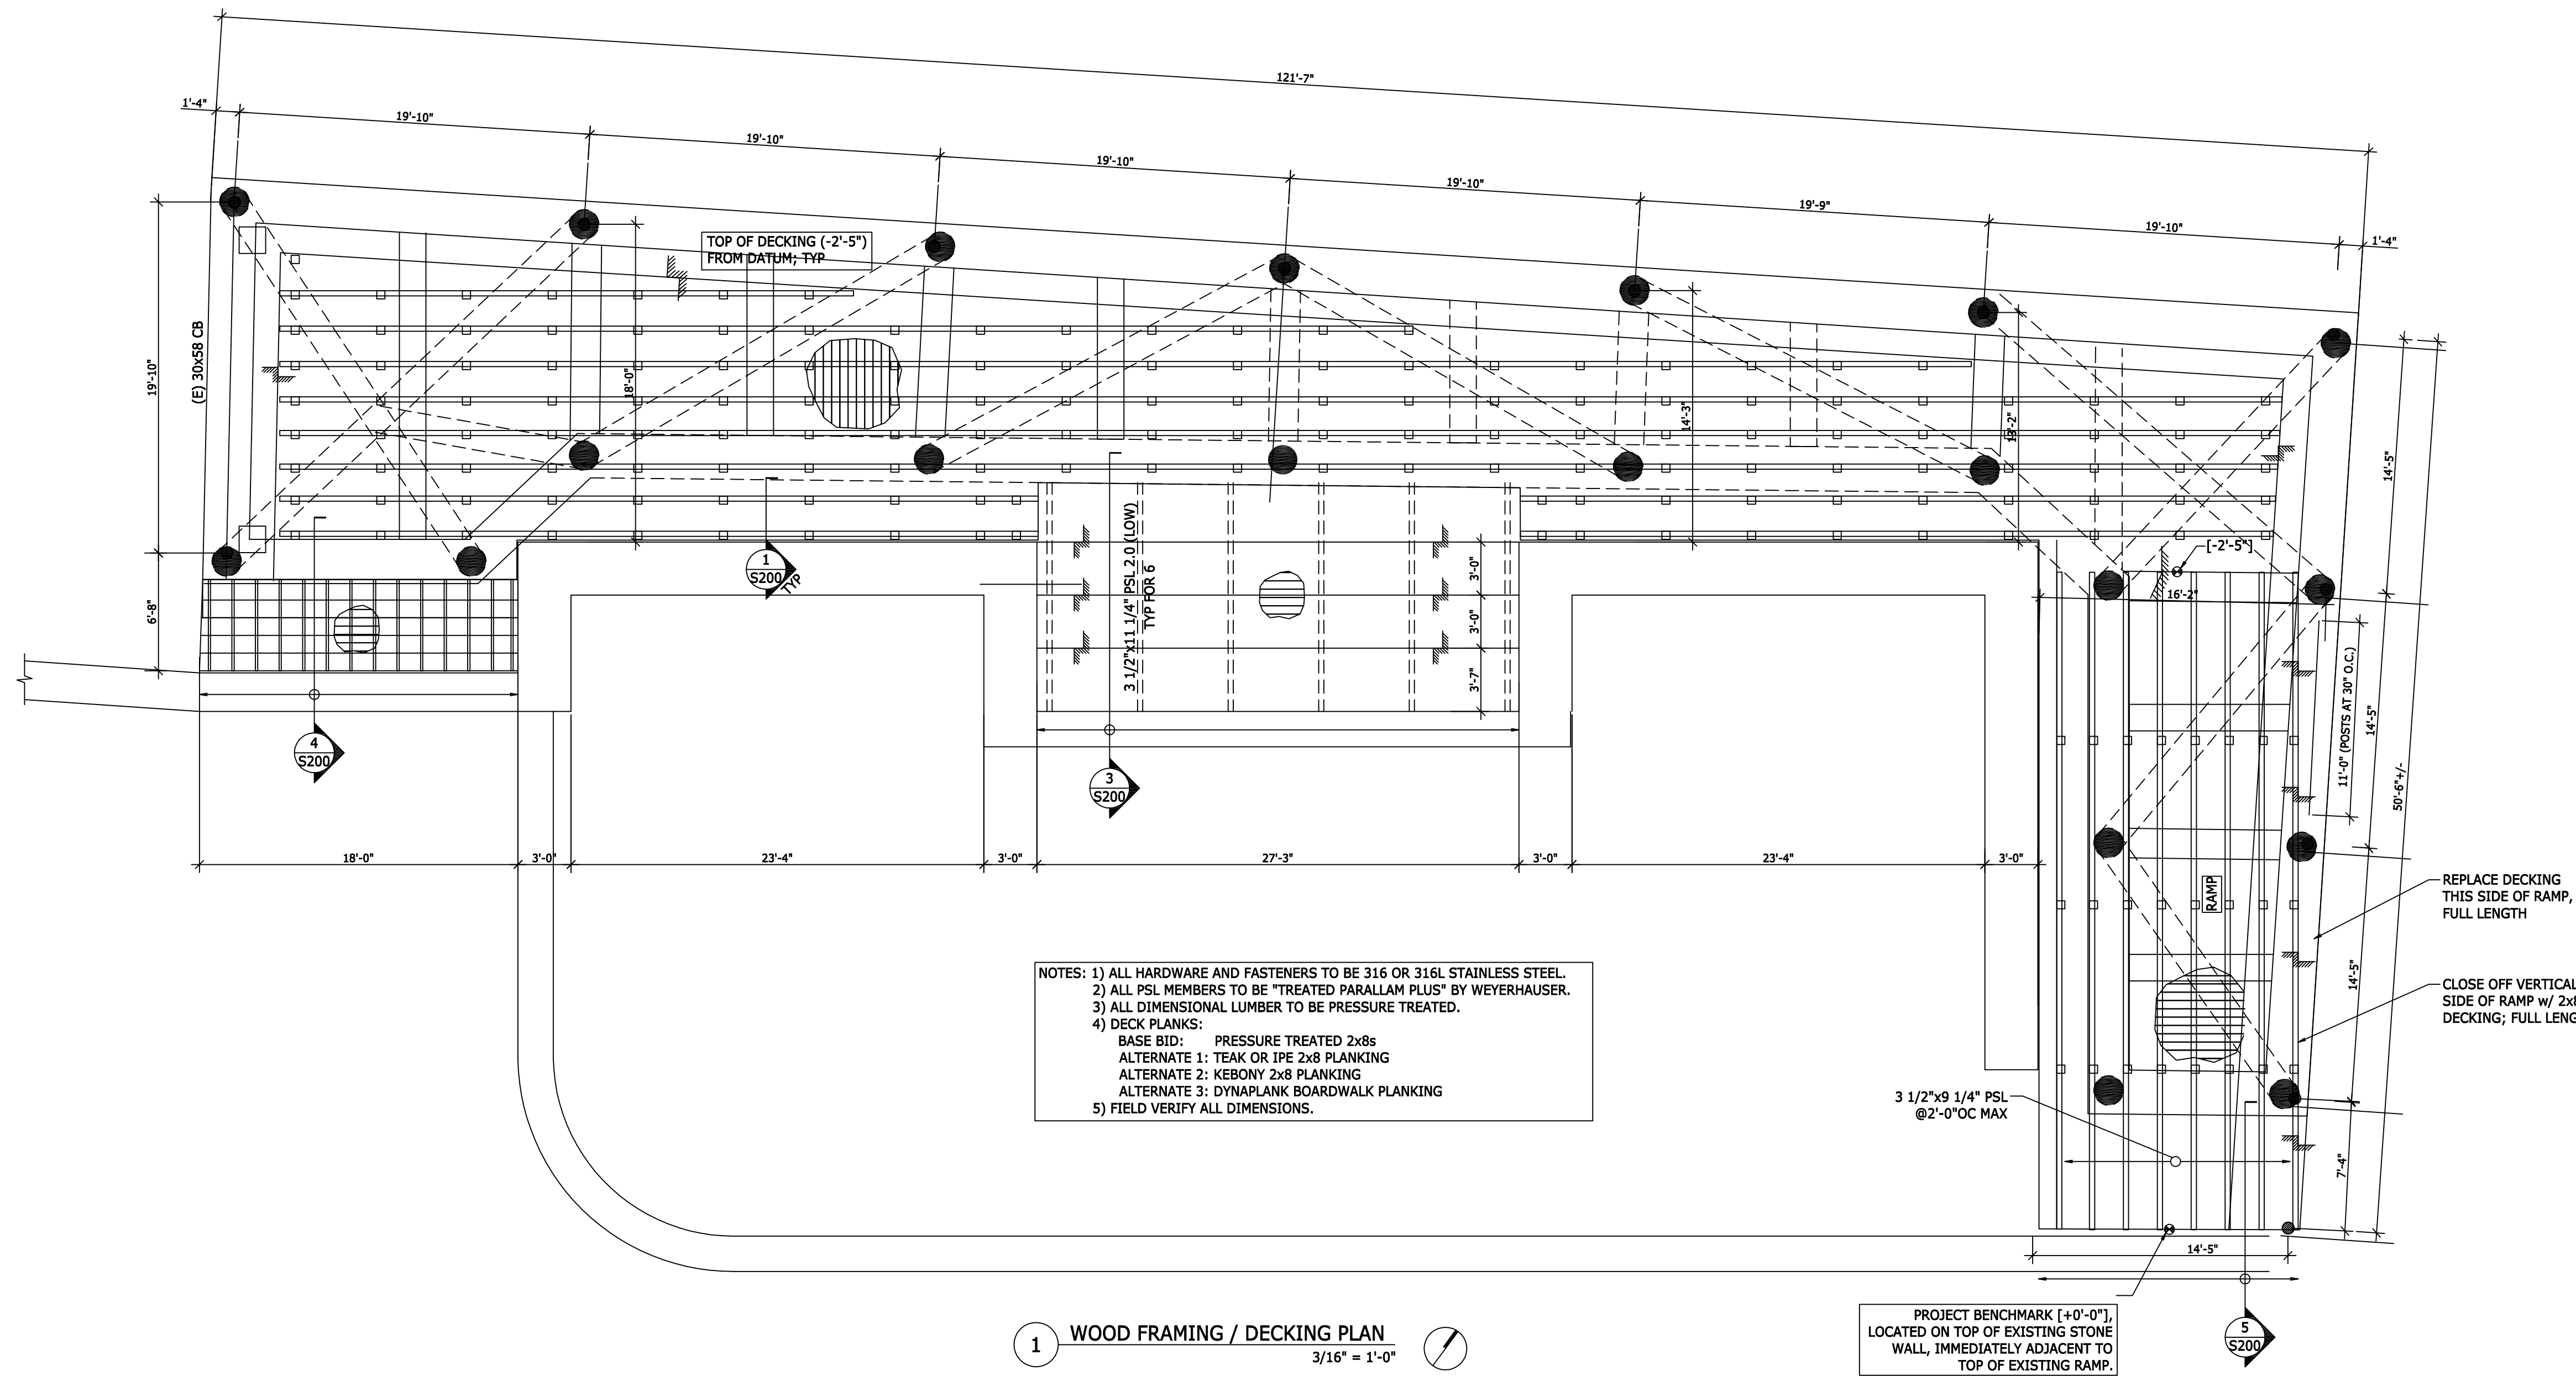 121'-7"
1'-4"
19'-10"
19'-10"
19'-10"
19'-10"
19'-9"
19'-10"
1'-4"
TOP OF DECKING (-2'-5")
FROM DATUM; TYP
(E) 30x58 CB
19'-10"
18'-0"
14'-3"
13'-2"
14'-5"
6'-8"
1
S200
TYP
3 1/2"x11 1/4" PSL 2.0 (LOW)
TYP FOR 6
3'-0"
3'-0"
3'-7"
[-2'-5"]
16'-2"
11'-0" (POSTS AT 30" O.C.)
14'-5"
50'-6"+/-
4
S200
3
S200
18'-0"
3'-0"
23'-4"
3'-0"
27'-3"
3'-0"
23'-4"
3'-0"
RAMP
REPLACE DECKING
THIS SIDE OF RAMP,
FULL LENGTH
14'-5"
CLOSE OFF VERTICAL
SIDE OF RAMP w/ 2x8
DECKING; FULL LENG
NOTES: 1) ALL HARDWARE AND FASTENERS TO BE 316 OR 316L STAINLESS STEEL.
2) ALL PSL MEMBERS TO BE "TREATED PARALLAM PLUS" BY WEYERHAUSER.
3) ALL DIMENSIONAL LUMBER TO BE PRESSURE TREATED.
4) DECK PLANKS:
BASE BID: PRESSURE TREATED 2x8s
ALTERNATE 1: TEAK OR IPE 2x8 PLANKING
ALTERNATE 2: KEBONY 2x8 PLANKING
ALTERNATE 3: DYNAPLANK BOARDWALK PLANKING
5) FIELD VERIFY ALL DIMENSIONS.
3 1/2"x9 1/4" PSL
@2'-0"OC MAX
7'-4"
14'-5"
PROJECT BENCHMARK [+0'-0"],
LOCATED ON TOP OF EXISTING STONE
WALL, IMMEDIATELY ADJACENT TO
TOP OF EXISTING RAMP.
5
S200
1
WOOD FRAMING / DECKING PLAN
3/16" = 1'-0"